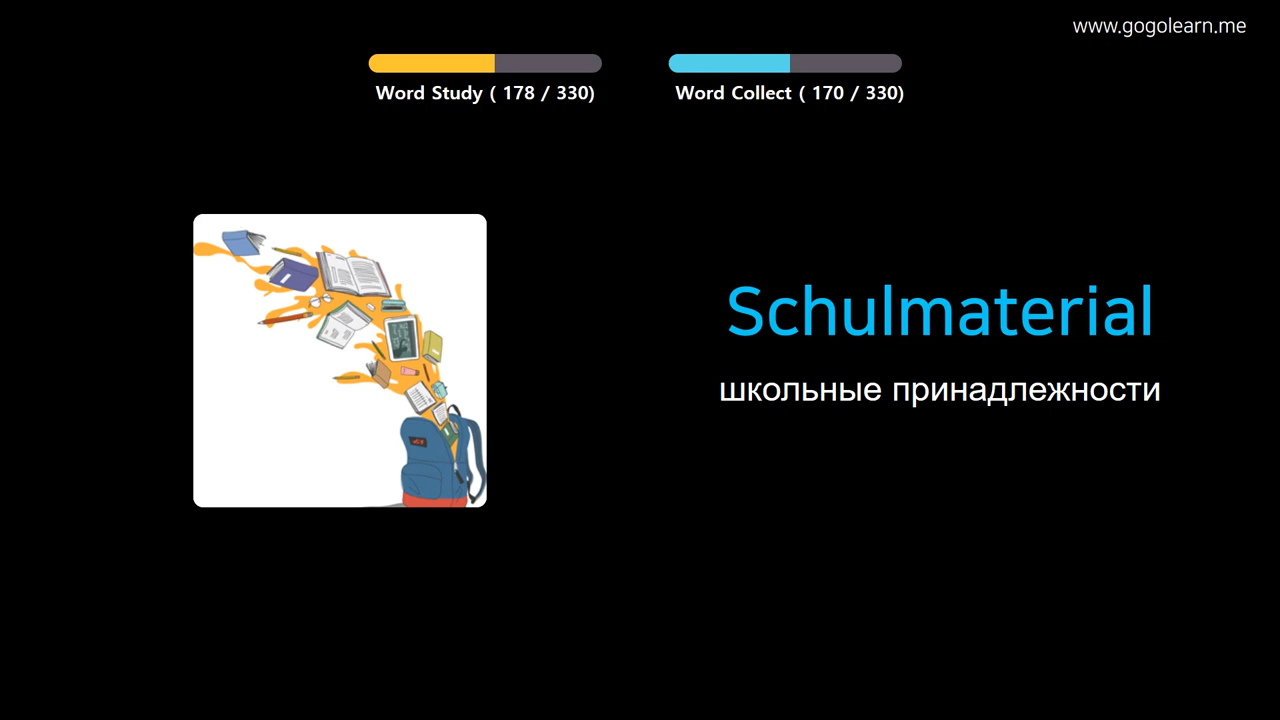 www.gogolearn.me
Word Study ( 178 / 330)
Word Collect ( 170 / 330)
Schulmaterial
школьные принадлежности